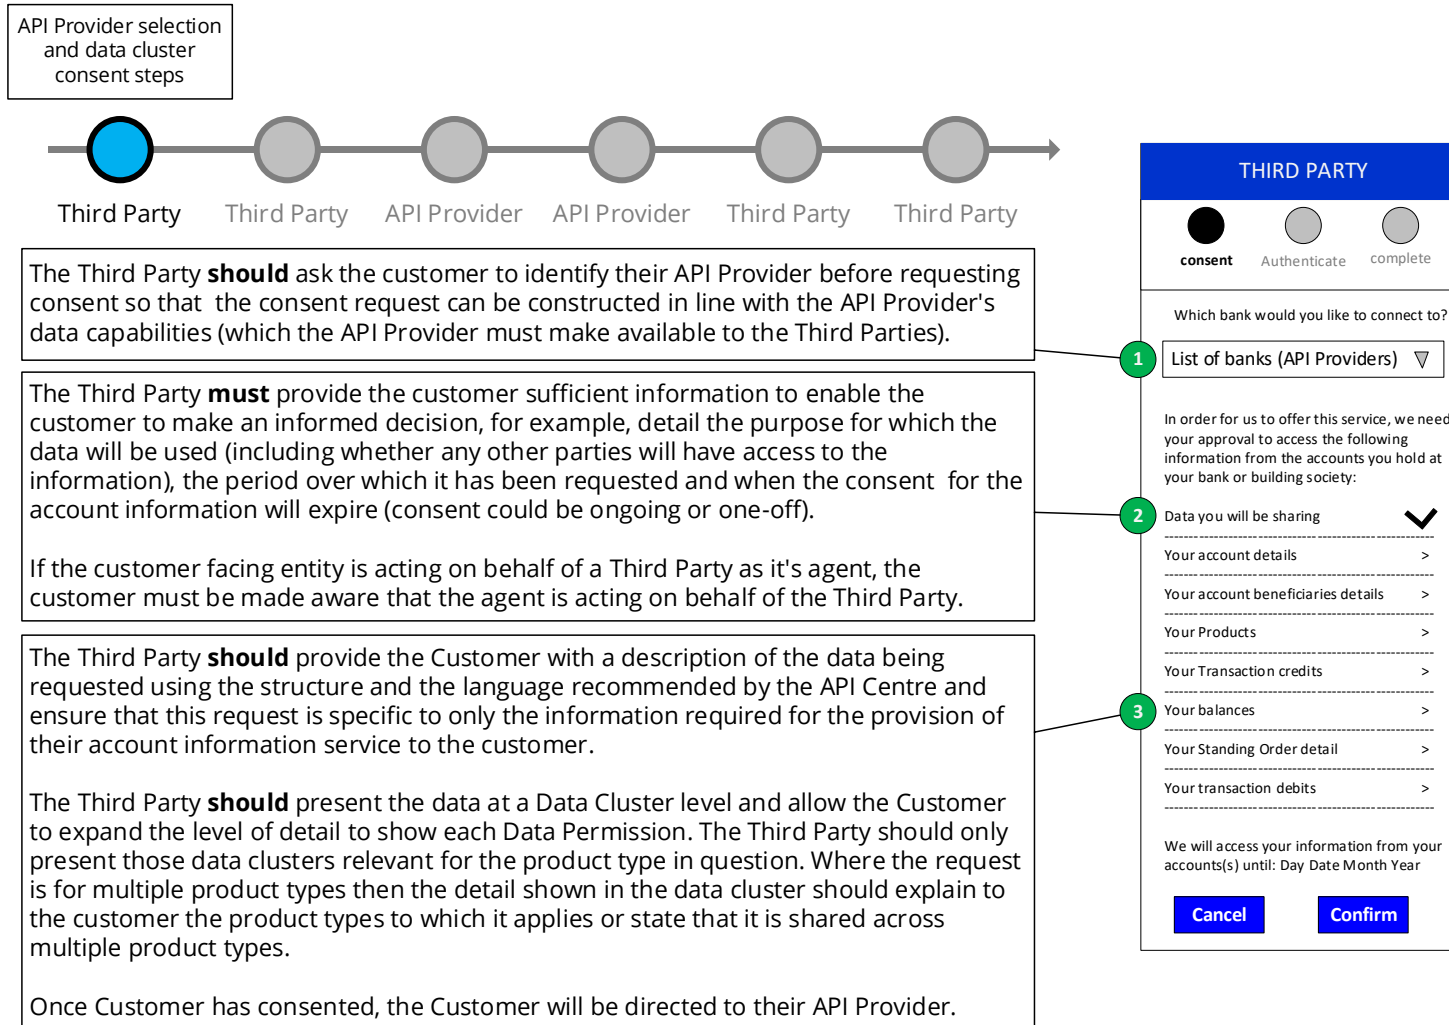 API Provider selection
and data cluster
consent steps
Third Party
Third Party
API Provider
API Provider
Third Party
Third Party
The Third Party should ask the customer to identify their API Provider before requesting
consent so that the consent request can be constructed in line with the API Provider's
data capabilities (which the API Provider must make available to the Third Parties).
The Third Party must provide the customer sufficient information to enable the
customer to make an informed decision, for example, detail the purpose for which the
data will be used (including whether any other parties will have access to the
information), the period over which it has been requested and when the consent for the
account information will expire (consent could be ongoing or one-off).
If the customer facing entity is acting on behalf of a Third Party as it's agent, the
customer must be made aware that the agent is acting on behalf of the Third Party.
The Third Party should provide the Customer with a description of the data being
requested using the structure and the language recommended by the API Centre and
ensure that this request is specific to only the information required for the provision of
their account information service to the customer.
The Third Party should present the data at a Data Cluster level and allow the Customer
to expand the level of detail to show each Data Permission. The Third Party should only
present those data clusters relevant for the product type in question. Where the request
is for multiple product types then the detail shown in the data cluster should explain to
the customer the product types to which it applies or state that it is shared across
multiple product types.
Once Customer has consented, the Customer will be directed to their API Provider.
THIRD PARTY
consent
Authenticate
complete
Which bank would you like to connect to?
1
List of banks (API Providers)
In order for us to offer this service, we need
your approval to access the following
information from the accounts you hold at
your bank or building society:
2
Data you will be sharing
Your account details >
Your account beneficiaries details >
Your Products >
Your Transaction credits >
3
Your balances >
Your Standing Order detail >
Your transaction debits >
We will access your information from your
accounts(s) until: Day Date Month Year
Cancel
Confirm